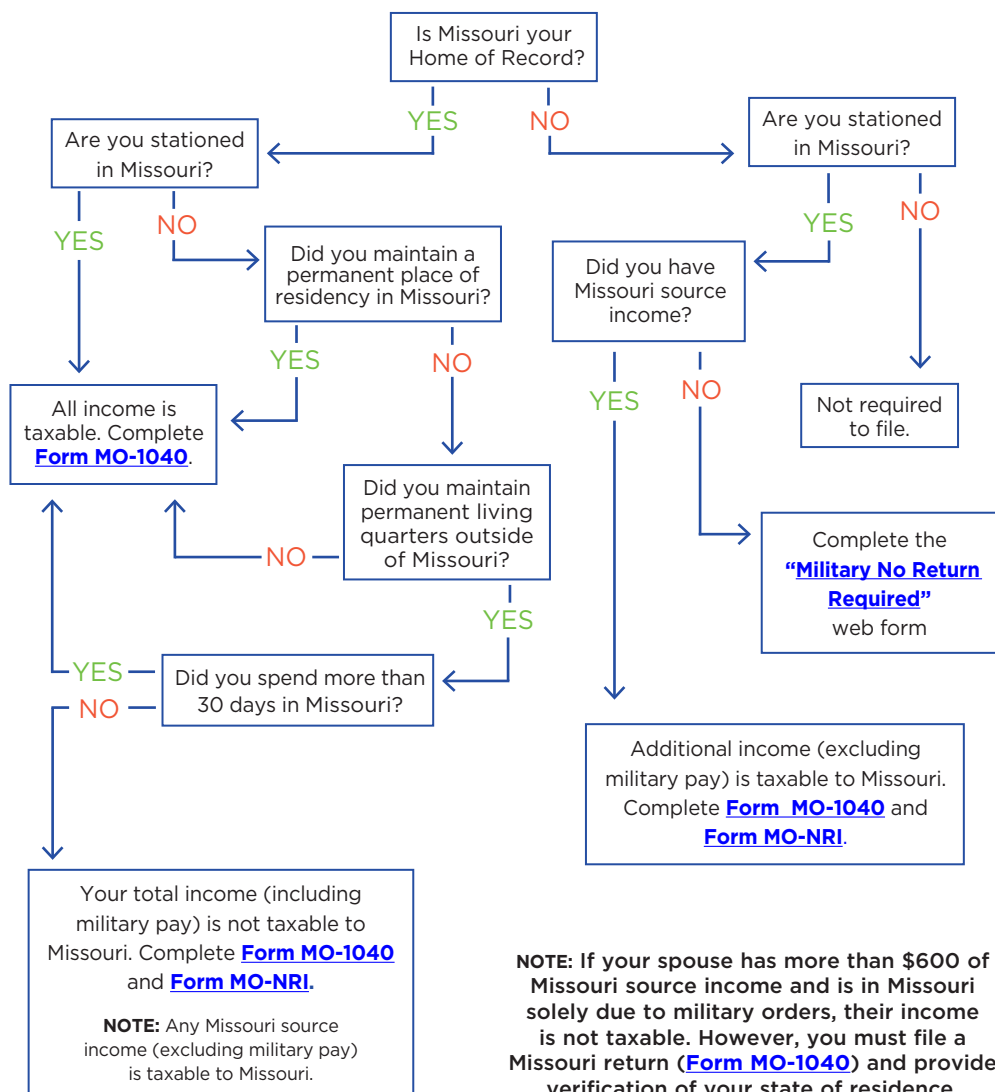 Is Missouri your
Home of Record?
YES
NO
Are you stationed
in Missouri?
Are you stationed
in Missouri?
YES
NO
YES
NO
Did you maintain a
permanent place of
residency in Missouri?
Did you have
Missouri source
income?
YES
NO
YES
NO
All income is
taxable. Complete
Form MO-1040.
Not required
to file.
Did you maintain
permanent living
quarters outside
of Missouri?
NO
YES
Complete the
“Military No Return
Required”
web form
Did you spend more than
30 days in Missouri?
YES
NO
Additional income (excluding
military pay) is taxable to Missouri.
Complete Form MO-1040 and
Form MO-NRI.
Your total income (including
military pay) is not taxable to
Missouri. Complete Form MO-1040
and Form MO-NRI.
NOTE: Any Missouri source
income (excluding military pay)
is taxable to Missouri.
NOTE: If your spouse has more than $600 of
Missouri source income and is in Missouri
solely due to military orders, their income
is not taxable. However, you must file a
Missouri return (Form MO-1040) and provide
verification of your state of residence